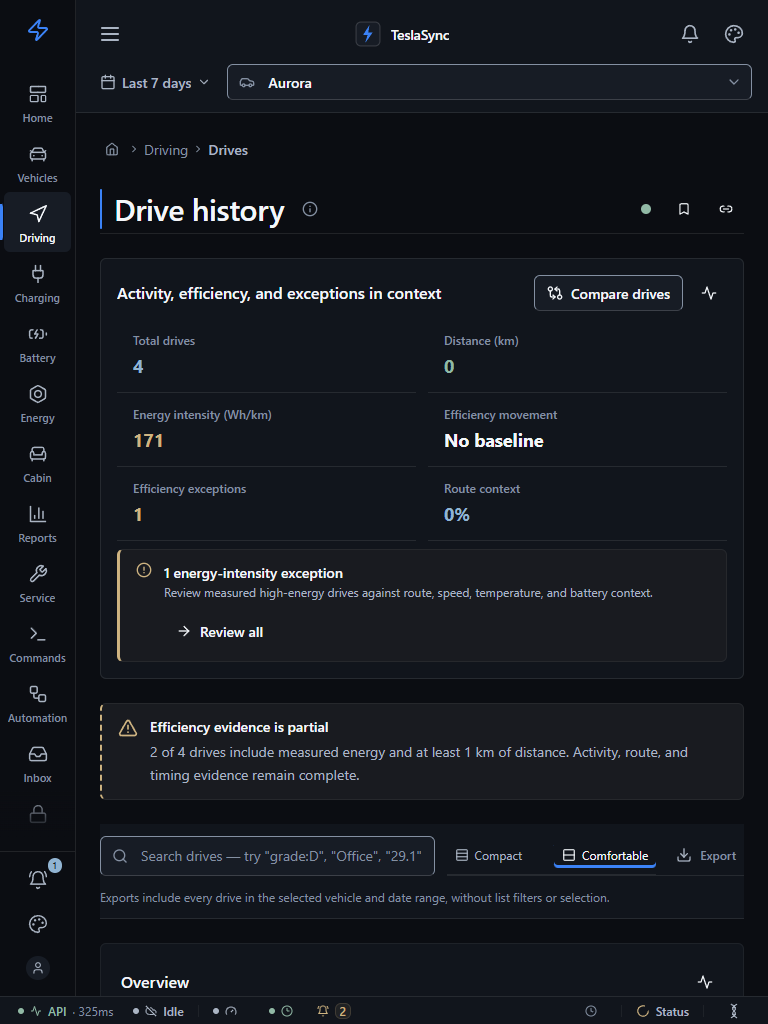 TeslaSync
Last 7 days
Aurora
Home
Vehicles
Driving
Charging
Battery
Energy
Cabin
Reports
Service
Commands
Automation
Inbox
1
Driving
Drives
Drive history
Activity, efficiency, and exceptions in context
Compare drives
Total drives
4
Distance (km)
0
Energy intensity (Wh/km)
171
Efficiency movement
No baseline
Efficiency exceptions
1
Route context
0%
1 energy-intensity exception
Review measured high-energy drives against route, speed, temperature, and battery context.
Review all
Efficiency evidence is partial
2 of 4 drives include measured energy and at least 1 km of distance. Activity, route, and
timing evidence remain complete.
Search drives — try "grade:D", "Office", "29.1"
Compact
Comfortable
Export
Exports include every drive in the selected vehicle and date range, without list filters or selection.
Overview
API · 325ms
Idle
2
Status